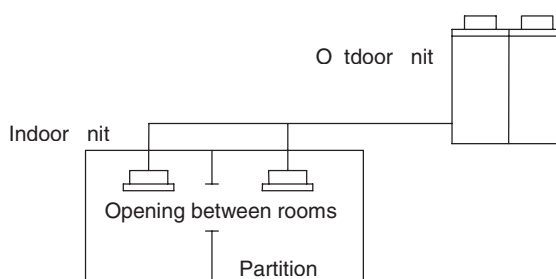 O tdoor nit
Indoor nit
Opening between rooms
Partition